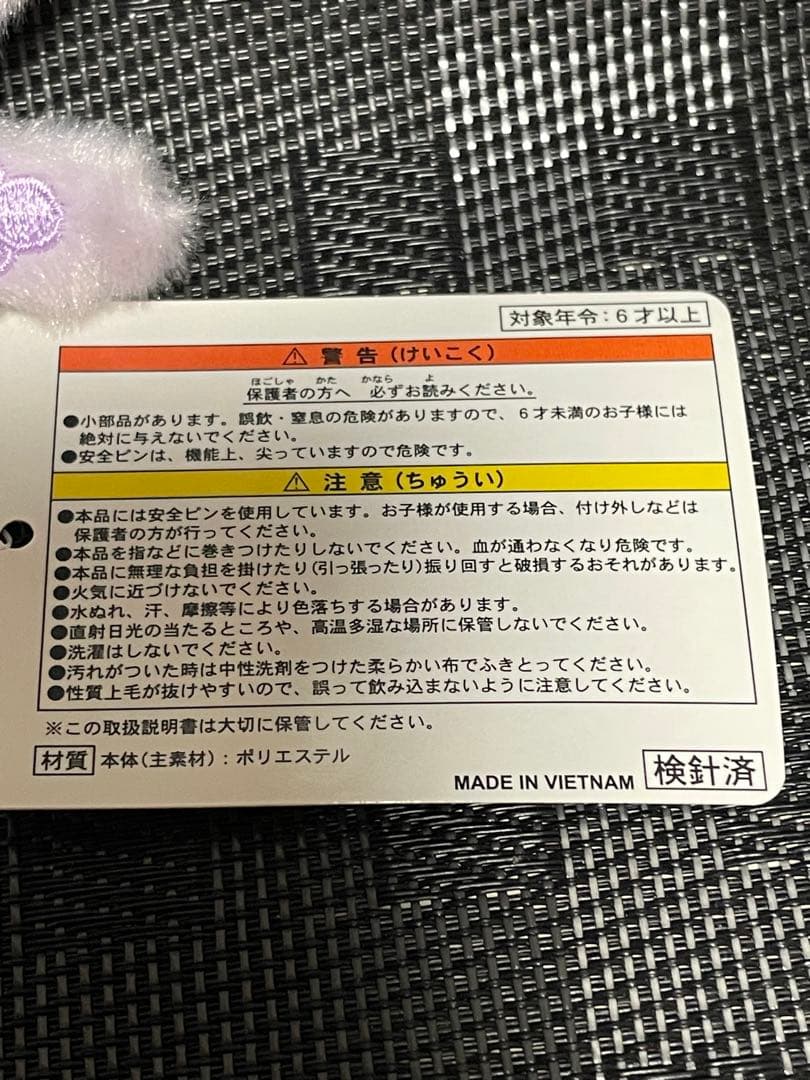 対象年令：6才以上
⚠ 警告（けいこく）
ほごしゃ かた かなら よ
保護者の方へ 必ずお読みください。
●小部品があります。誤飲・窒息の危険がありますので、6才未満のお子様には
絶対に与えないでください。
●安全ピンは、機能上、尖っていますので危険です。
⚠ 注意（ちゅうい）
●本品には安全ピンを使用しています。お子様が使用する場合、付け外しなどは
保護者の方が行ってください。
●本品を指などに巻きつけたりしないでください。血が通わなくなり危険です。
●本品に無理な負担を掛けたり（引っ張ったり）振り回すと破損するおそれがあります。
●火気に近づけないでください。
●水ぬれ、汗、摩擦等により色落ちする場合があります。
●直射日光の当たるところや、高温多湿な場所に保管しないでください。
●洗濯はしないでください。
●汚れがついた時は中性洗剤をつけた柔らかい布でふきとってください。
●性質上毛が抜けやすいので、誤って飲み込まないように注意してください。
※この取扱説明書は大切に保管してください。
材質 本体（主素材）：ポリエステル
MADE IN VIETNAM 検針済